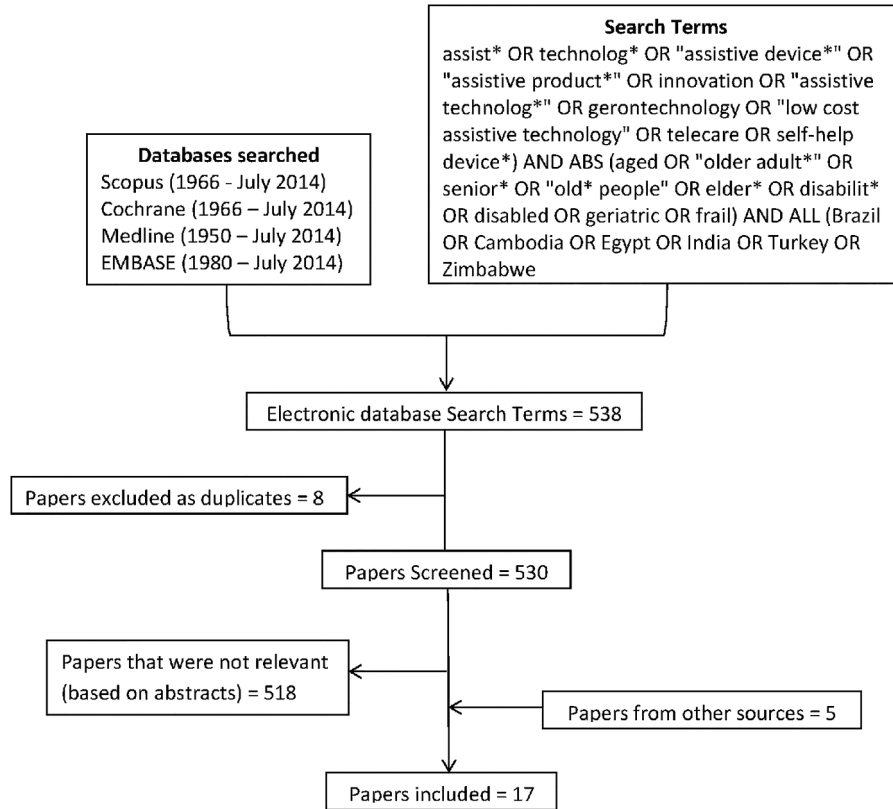 Databases searched
Scopus (1966 - July 2014)
Cochrane (1966 – July 2014)
Medline (1950 – July 2014)
EMBASE (1980 – July 2014)
Search Terms
assist* OR technolog* OR "assistive device*" OR
"assistive product*" OR innovation OR "assistive
technolog*" OR gerontechnology OR "low cost
assistive technology" OR telecare OR self-help
device*) AND ABS (aged OR "older adult*" OR
senior* OR "old* people" OR elder* OR disabilit*
OR disabled OR geriatric OR frail) AND ALL (Brazil
OR Cambodia OR Egypt OR India OR Turkey OR
Zimbabwe
Electronic database Search Terms = 538
Papers excluded as duplicates = 8
Papers Screened = 530
Papers that were not relevant
(based on abstracts) = 518
Papers from other sources = 5
Papers included = 17